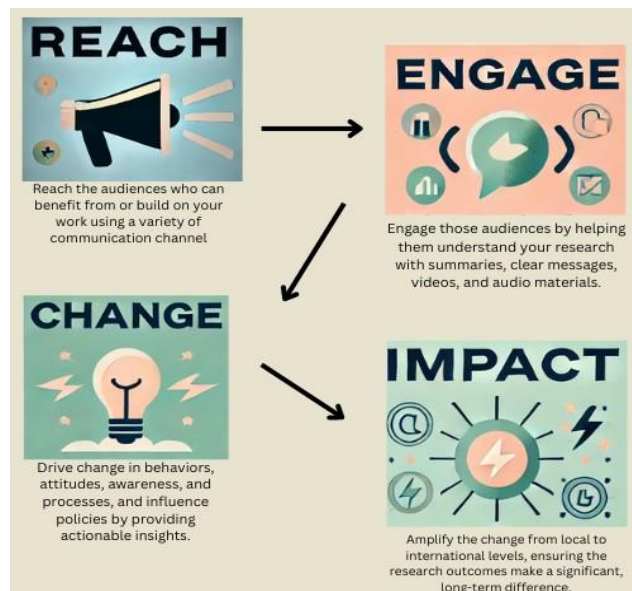 REACH
Reach the audiences who can
benefit from or build on your
work using a variety of
communication channel
ENGAGE
Engage those audiences by helping
them understand your research
with summaries, clear messages,
videos, and audio materials.
CHANGE
Drive change in behaviors,
attitudes, awareness, and
processes, and influence
policies by providing
actionable insights.
IMPACT
Amplify the change from local to
international levels, ensuring the
research outcomes make a significant,
long-term difference.